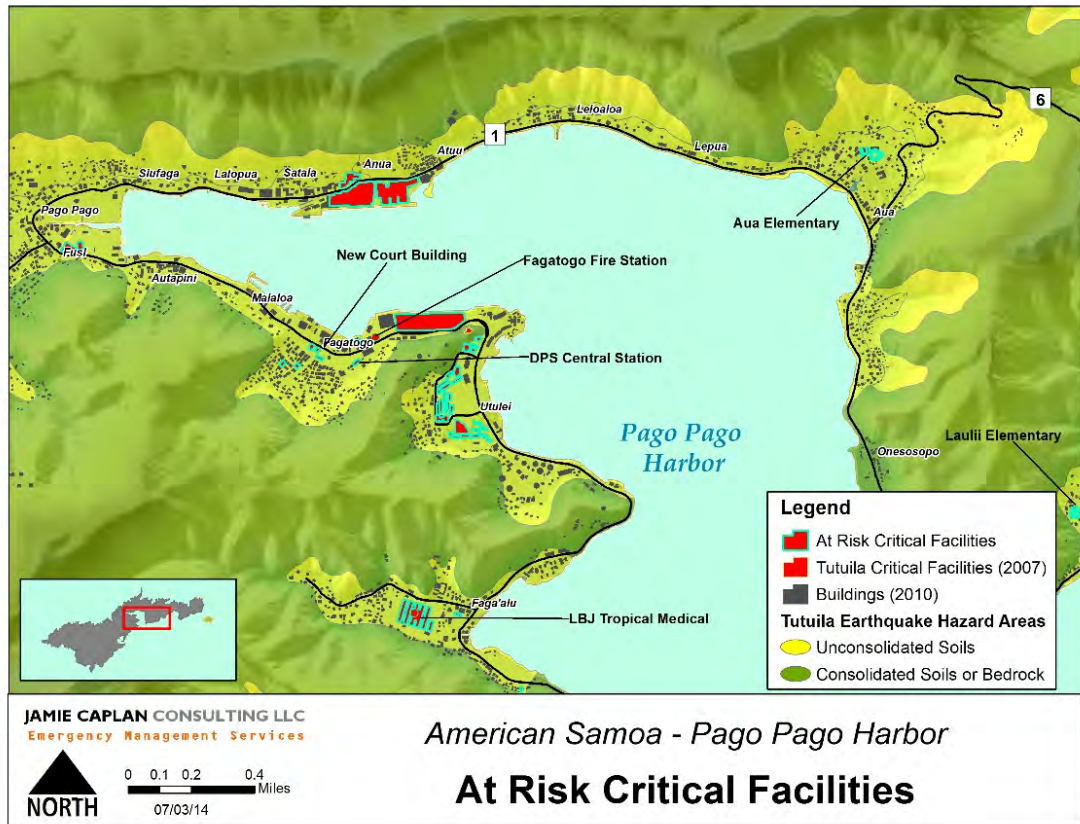 6
1
Leloaloa
Atuu
Anua
Satala
Lalopua
Siufaga
Lepua
Pago Pago
Aua Elementary
Aua
Fusi
New Court Building
Fagatogo Fire Station
Autapini
Malaloa
Fagatogo
DPS Central Station
Utulei
Pago Pago
Harbor
Laulii Elementary
Onesosopo
Legend
At Risk Critical Facilities
Tutuila Critical Facilities (2007)
Buildings (2010)
Tutuila Earthquake Hazard Areas
Unconsolidated Soils
Consolidated Soils or Bedrock
Faga'alu
LBJ Tropical Medical
JAMIE CAPLAN CONSULTING LLC
Emergency Management Services
NORTH
0 0.1 0.2 0.4
Miles
07/03/14
American Samoa - Pago Pago Harbor
At Risk Critical Facilities